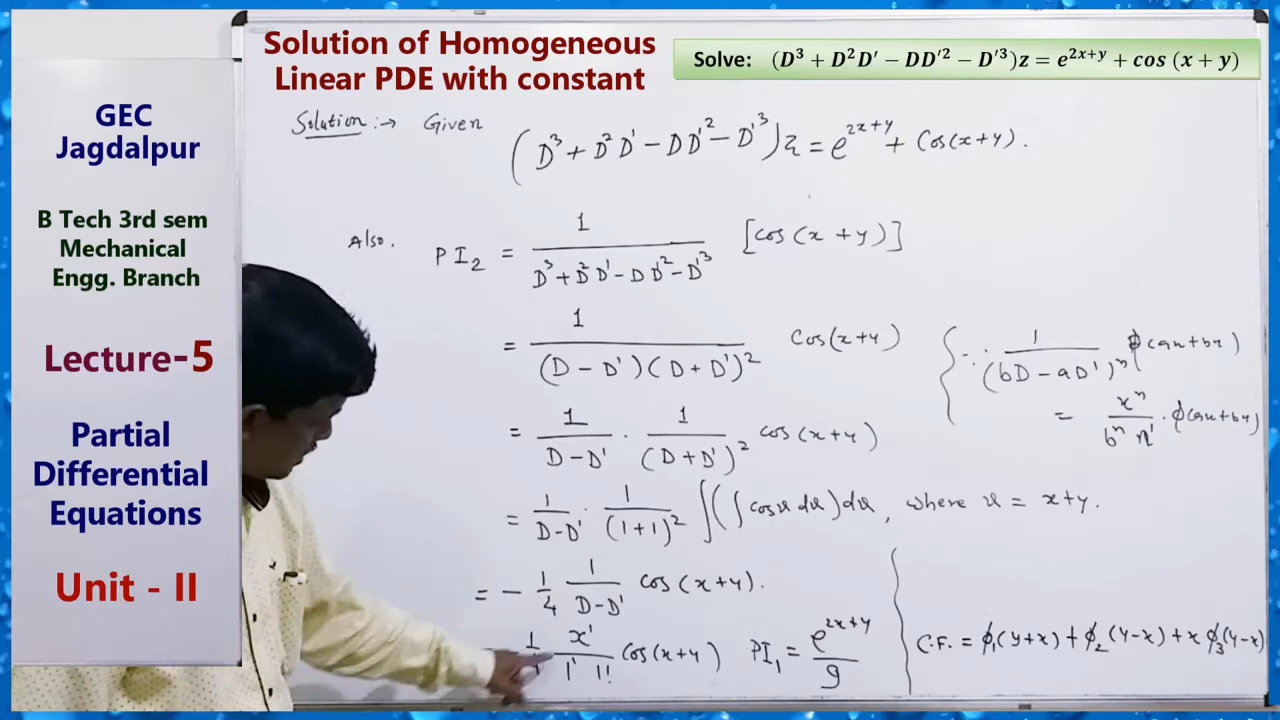 Solution of Homogeneous
Linear PDE with constant
Solve: (D³ + D²D′ − DD′² − D′³)z = e^{2x+y} + cos (x + y)
GEC
Jagdalpur
B Tech 3rd sem
Mechanical
Engg. Branch
Lecture-5
Partial
Differential
Equations
Unit - II
Solution :→ Given (D³ + D²D' − DD'² − D'³)z = e^{2x+y} + Cos(x+y).
Also. PI₂ = 1/(D³+D²D'−DD'²−D'³) [cos(x+y)]
= 1/((D−D')(D+D')²) Cos(x+y)
{∵ 1/(bD−aD')ⁿ ϕ(ax+by)
= xⁿ/(bⁿ n!) · ϕ(ax+by)
= 1/(D−D') · 1/(D+D')² cos(x+y)
= 1/(D−D') · 1/(1+1)² ∫(∫cosu du)du, where u = x+y.
= − 1/4 1/(D−D') cos(x+y).
x¹/(1¹ 1!) cos(x+y)
PI₁ = e^{2x+y}/9
C.F. = ϕ₁(y+x) + ϕ₂(y−x) + x ϕ₃(y−x)